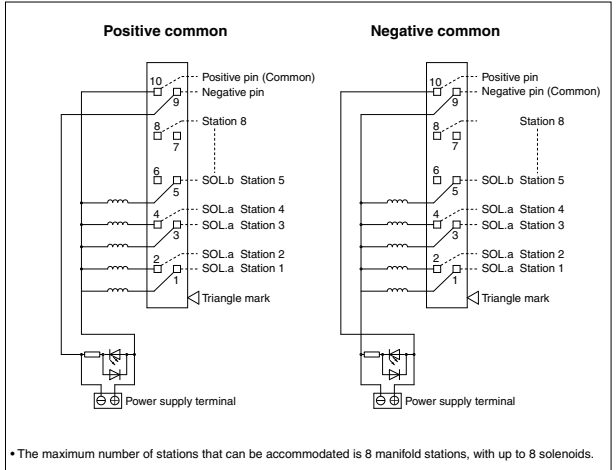 Positive common
10
Positive pin (Common)
Negative pin
9
8
Station 8
7
6
SOL.b Station 5
5
4
SOL.a Station 4
SOL.a Station 3
3
2
SOL.a Station 2
SOL.a Station 1
1
Triangle mark
Power supply terminal
Negative common
10
Positive pin
Negative pin (Common)
9
8
Station 8
7
6
SOL.b Station 5
5
4
SOL.a Station 4
SOL.a Station 3
3
2
SOL.a Station 2
SOL.a Station 1
1
Triangle mark
Power supply terminal
• The maximum number of stations that can be accommodated is 8 manifold stations, with up to 8 solenoids.